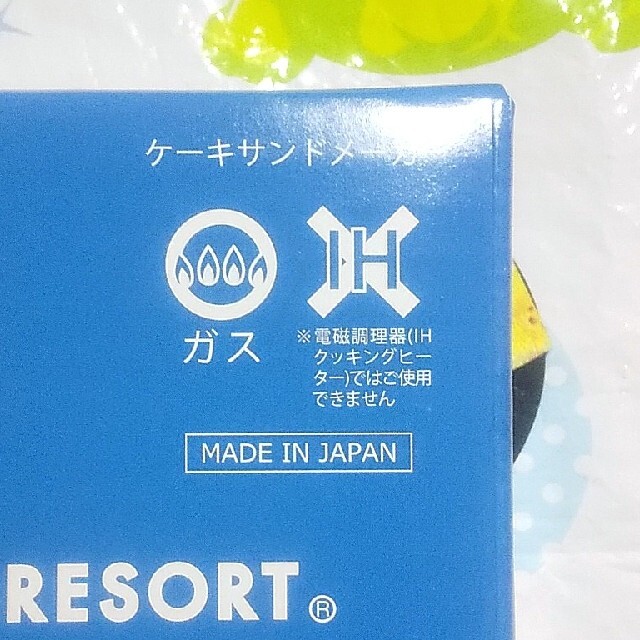 ケーキサンドメーカー
IH
ガス
※電磁調理器(IH
クッキングヒー
ター)ではご使用
できません
MADE IN JAPAN
RESORT®